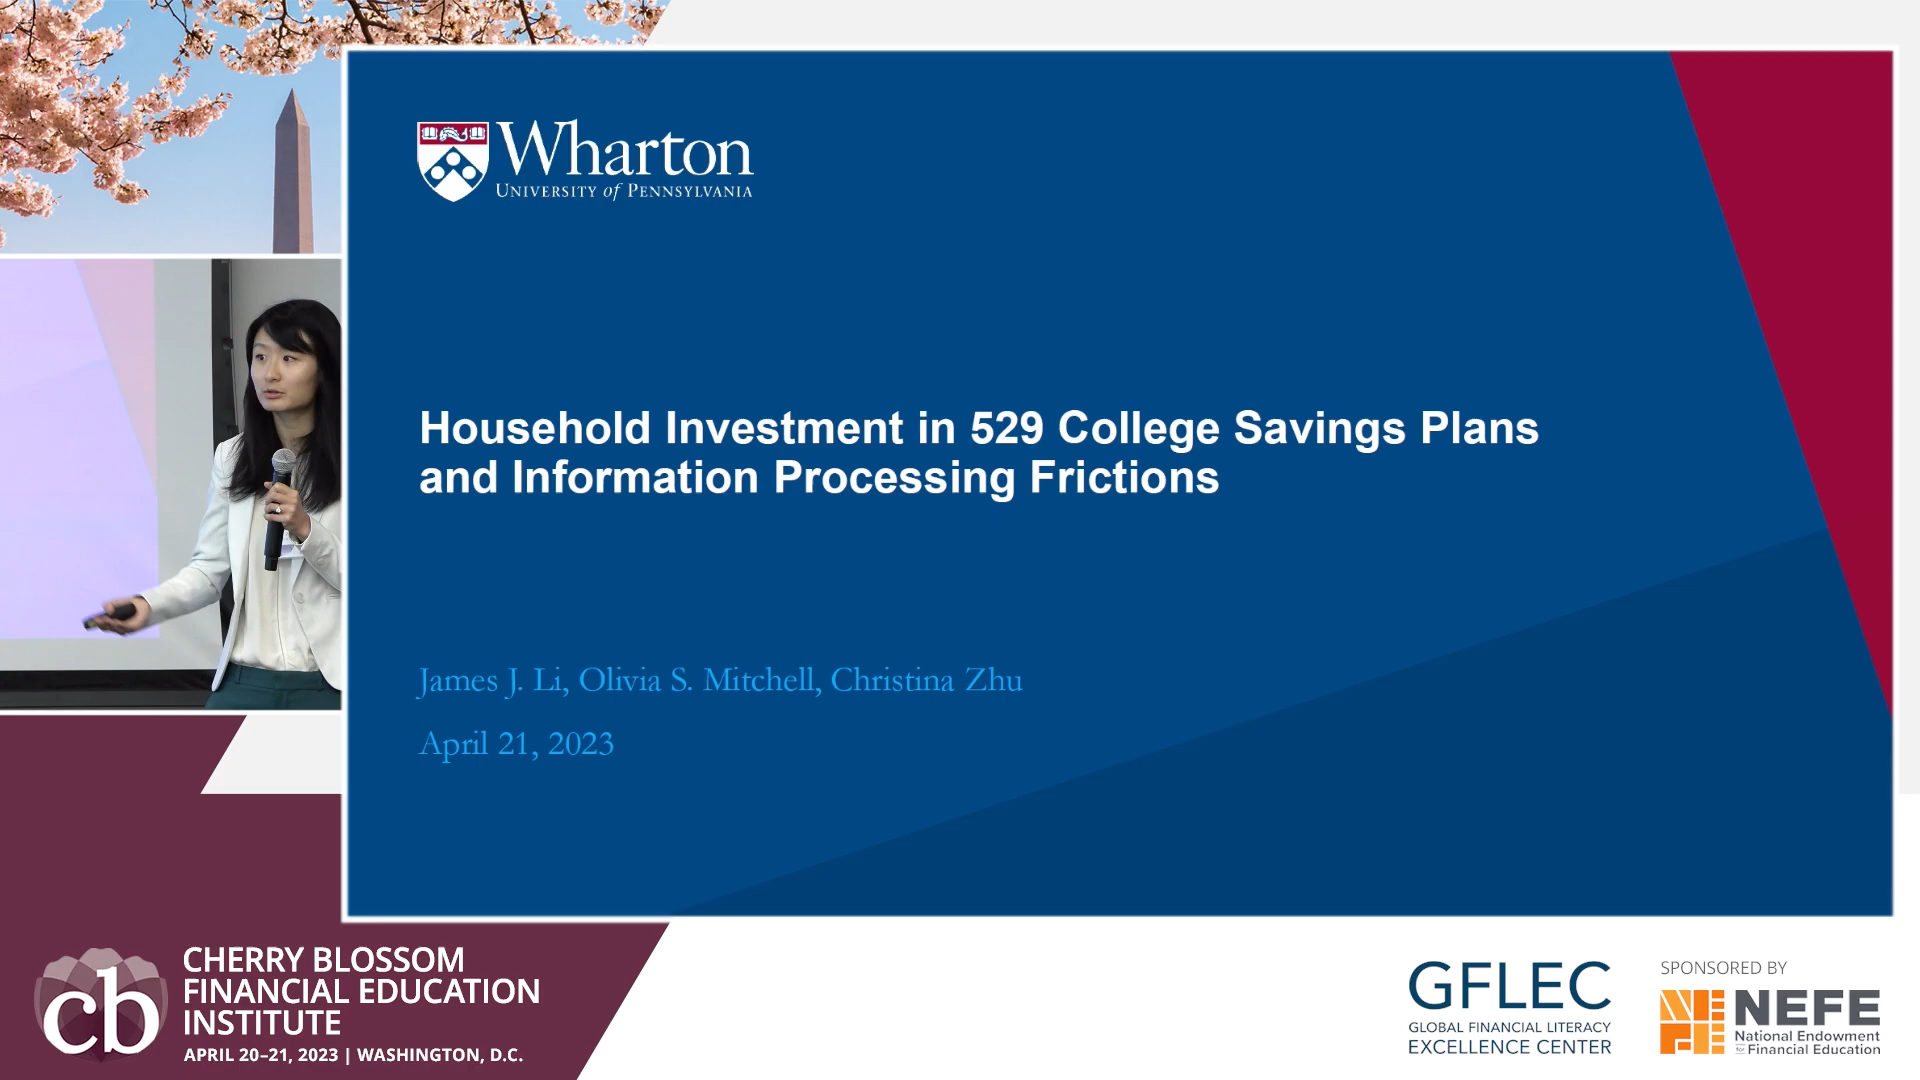 Wharton
UNIVERSITY of PENNSYLVANIA
Household Investment in 529 College Savings Plans
and Information Processing Frictions
James J. Li, Olivia S. Mitchell, Christina Zhu
April 21, 2023
cb
CHERRY BLOSSOM
FINANCIAL EDUCATION
INSTITUTE
APRIL 20–21, 2023 | WASHINGTON, D.C.
GFLEC
GLOBAL FINANCIAL LITERACY
EXCELLENCE CENTER
SPONSORED BY
NEFE
National Endowment
for Financial Education